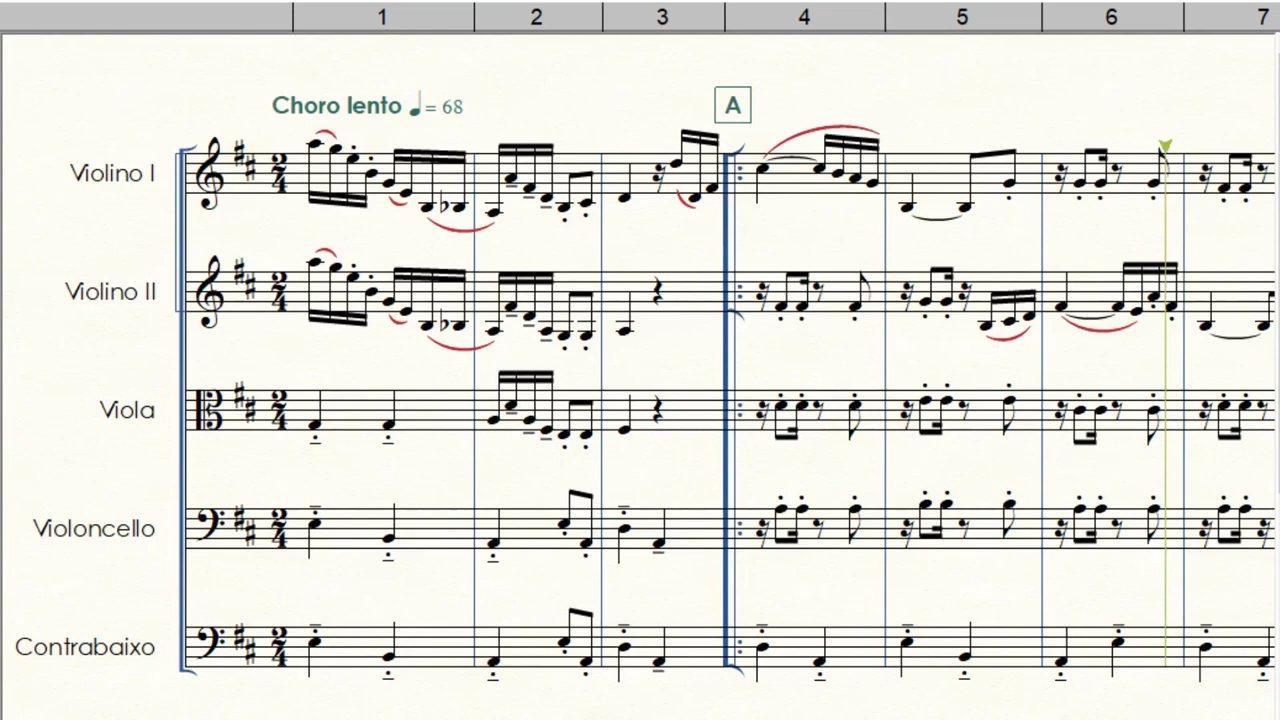 1 2 3 4 5 6 7
Choro lento ♩= 68
A
Violino I
Violino II
Viola
Violoncello
Contrabaixo